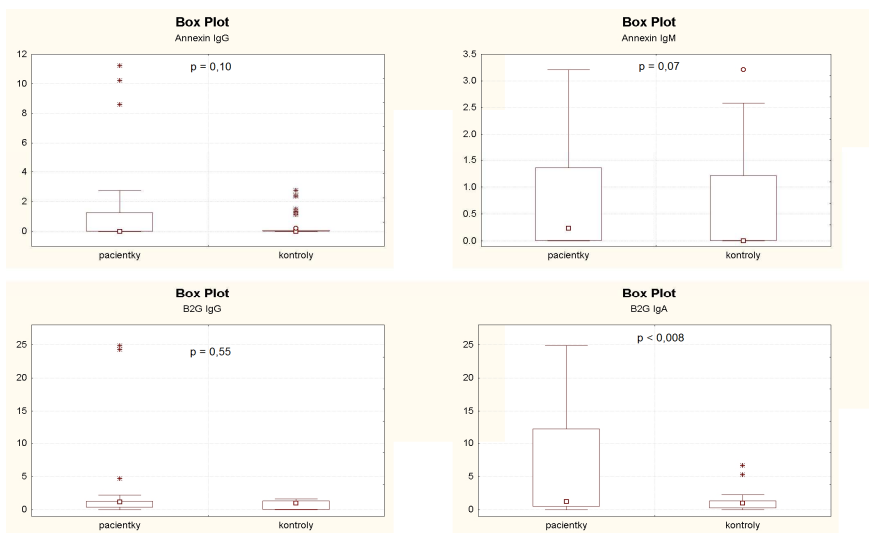 Box Plot
Annexin IgG
p = 0,10
12
10
8
6
4
2
0
pacientky kontroly
Box Plot
Annexin IgM
p = 0,07
3.5
3.0
2.5
2.0
1.5
1.0
0.5
0.0
pacientky kontroly
Box Plot
B2G IgG
p = 0,55
25
20
15
10
5
0
pacientky kontroly
Box Plot
B2G IgA
p < 0,008
25
20
15
10
5
0
pacientky kontroly